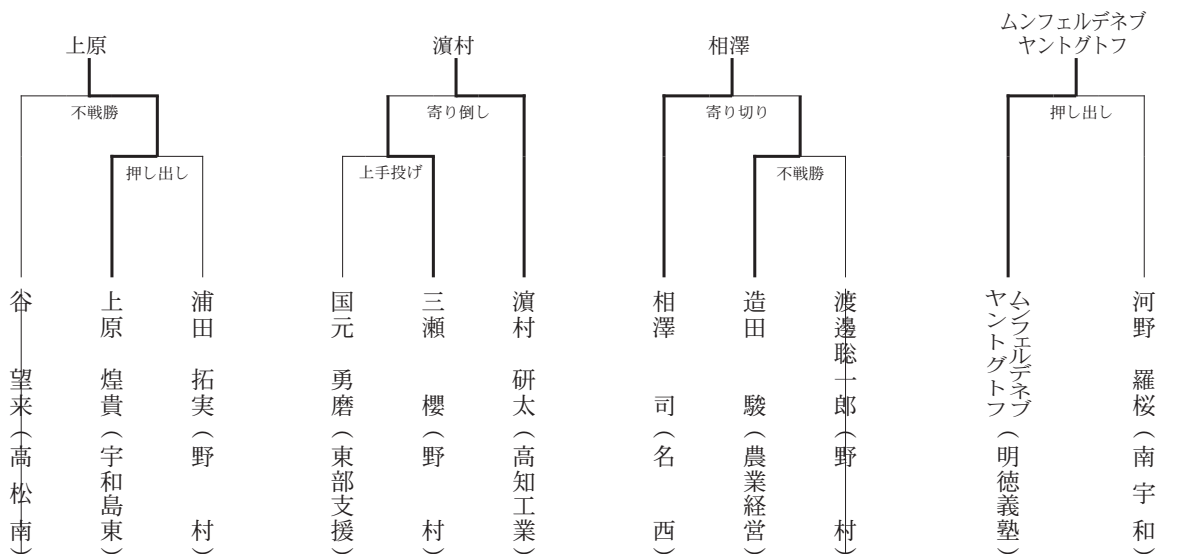 上原
濵村
相澤
ムンフェルデネブ
ヤントグトフ
不戦勝
寄り倒し
寄り切り
押し出し
押し出し
上手投げ
不戦勝
谷 望来(高松南)
上原 煌貴(宇和島東)
浦田 拓実(野村)
国元 勇磨(東部支援)
三瀬 櫻(野村)
濵村 研太(高知工業)
相澤 司(名西)
造田 駿(農業経営)
渡邊聡一郎(野村)
ムンフェルデネブ
ヤントグトフ(明徳義塾)
河野 羅桜(南宇和)